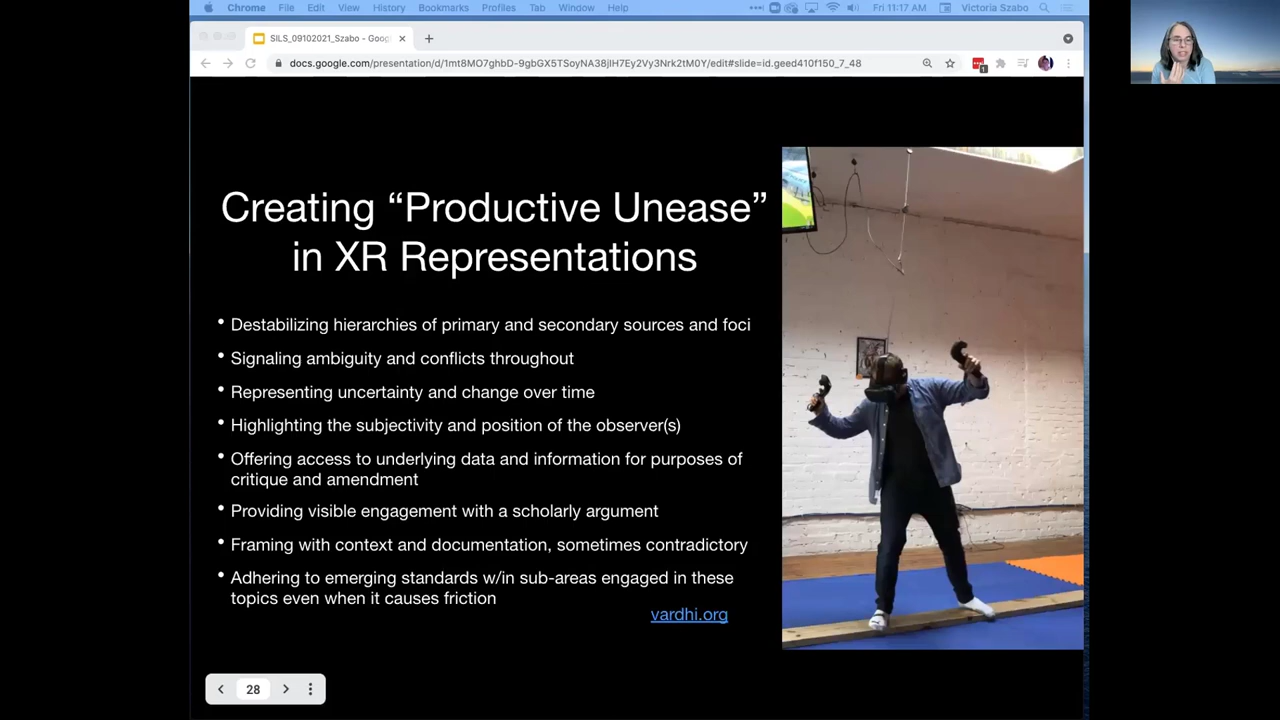 Chrome File Edit View History Bookmarks Profiles Tab Window Help Fri 11:17 AM Victoria Szabo
SILS_09102021_Szabo - Goog
docs.google.com/presentation/d/1mt8MO7ghbD-9gbGX5TSoyNA38jlH7Ey2Vy3Nrk2tM0Y/edit#slide=id.geed410f150_7_48
1
Creating “Productive Unease”
in XR Representations
• Destabilizing hierarchies of primary and secondary sources and foci
• Signaling ambiguity and conflicts throughout
• Representing uncertainty and change over time
• Highlighting the subjectivity and position of the observer(s)
• Offering access to underlying data and information for purposes of
critique and amendment
• Providing visible engagement with a scholarly argument
• Framing with context and documentation, sometimes contradictory
• Adhering to emerging standards w/in sub-areas engaged in these
topics even when it causes friction
vardhi.org
28